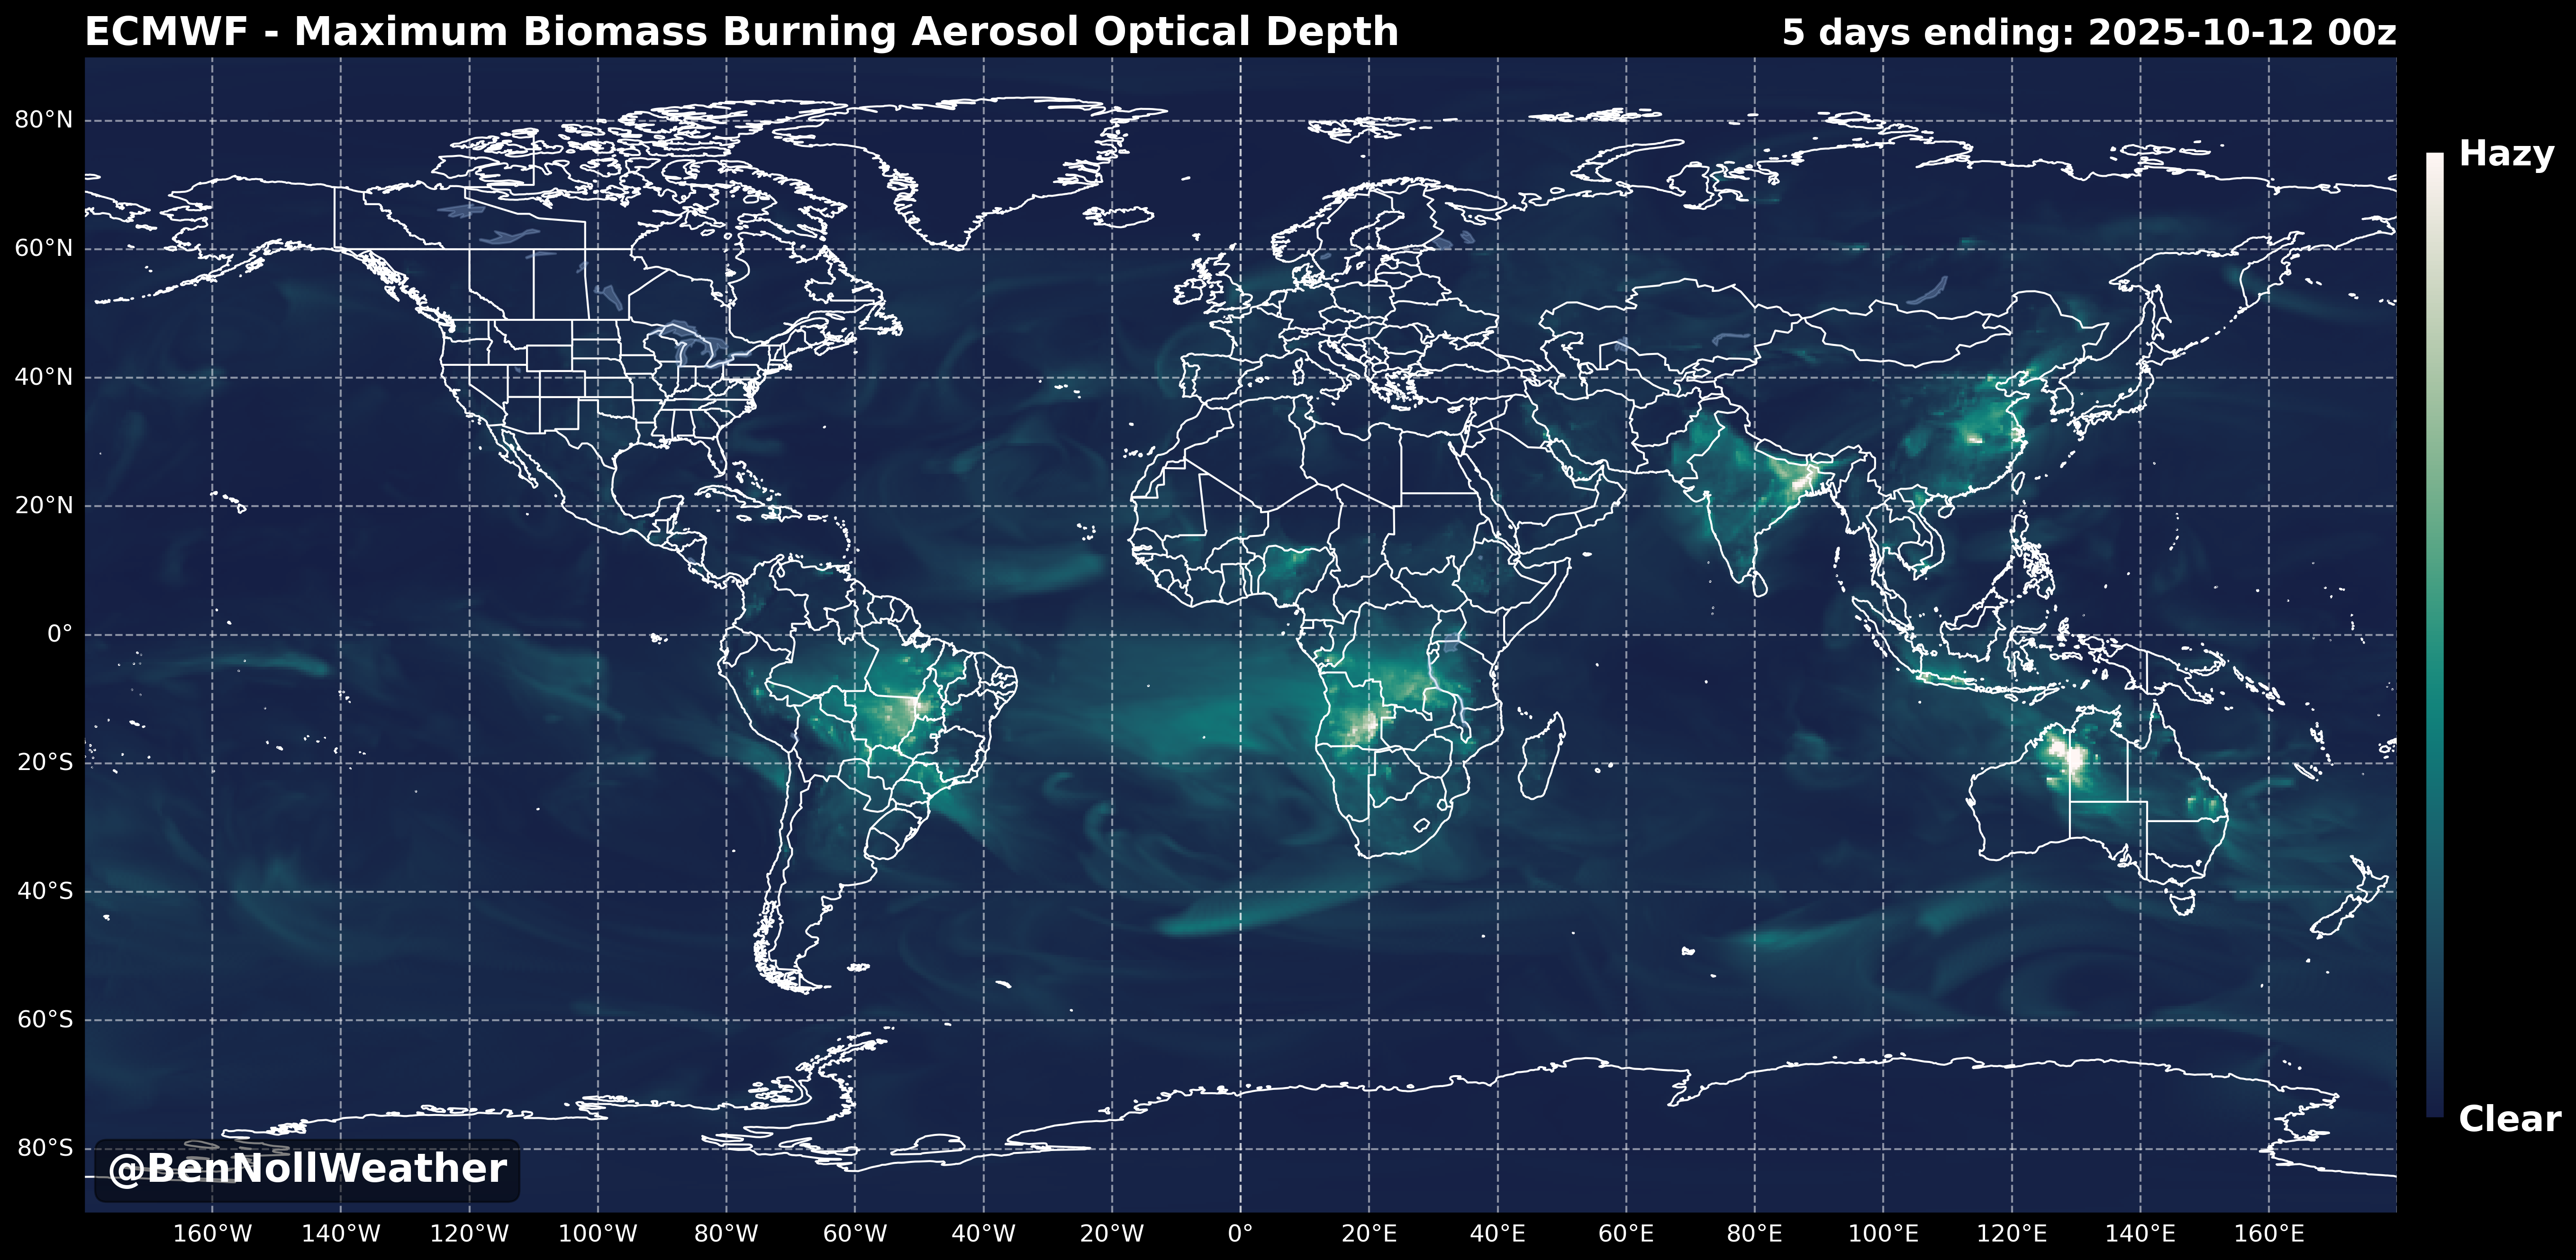 ECMWF - Maximum Biomass Burning Aerosol Optical Depth
5 days ending: 2025-10-12 00z
80°N
60°N
40°N
20°N
0°
20°S
40°S
60°S
80°S
Hazy
Clear
@BenNollWeather
160°W 140°W 120°W 100°W 80°W 60°W 40°W 20°W 0° 20°E 40°E 60°E 80°E 100°E 120°E 140°E 160°E